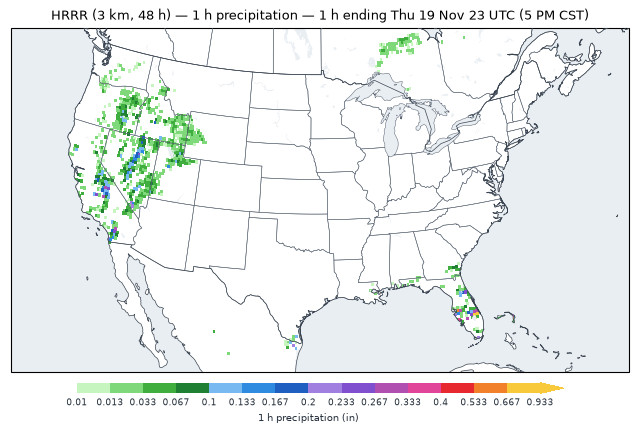 HRRR (3 km, 48 h) — 1 h precipitation — 1 h ending Thu 19 Nov 23 UTC (5 PM CST)
0.01 0.013 0.033 0.067 0.1 0.133 0.167 0.2 0.233 0.267 0.333 0.4 0.533 0.667 0.933
1 h precipitation (in)